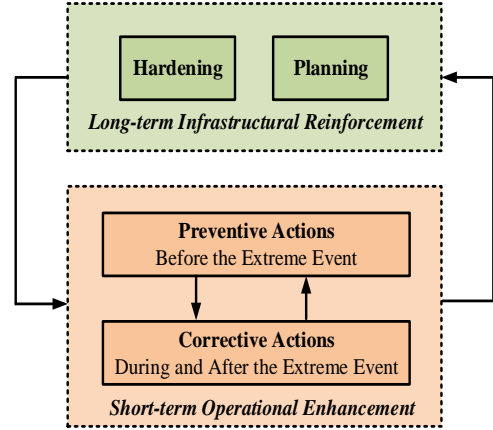 Hardening
Planning
Long-term Infrastructural Reinforcement
Preventive Actions
Before the Extreme Event
Corrective Actions
During and After the Extreme Event
Short-term Operational Enhancement